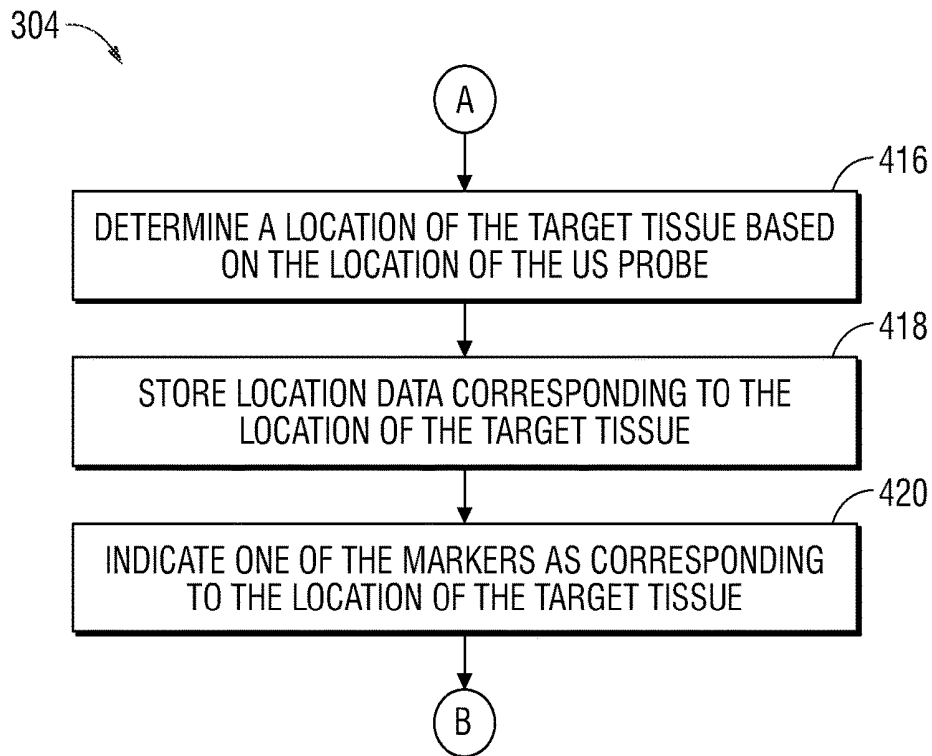 304
A
416
DETERMINE A LOCATION OF THE TARGET TISSUE BASED
ON THE LOCATION OF THE US PROBE
418
STORE LOCATION DATA CORRESPONDING TO THE
LOCATION OF THE TARGET TISSUE
420
INDICATE ONE OF THE MARKERS AS CORRESPONDING
TO THE LOCATION OF THE TARGET TISSUE
B